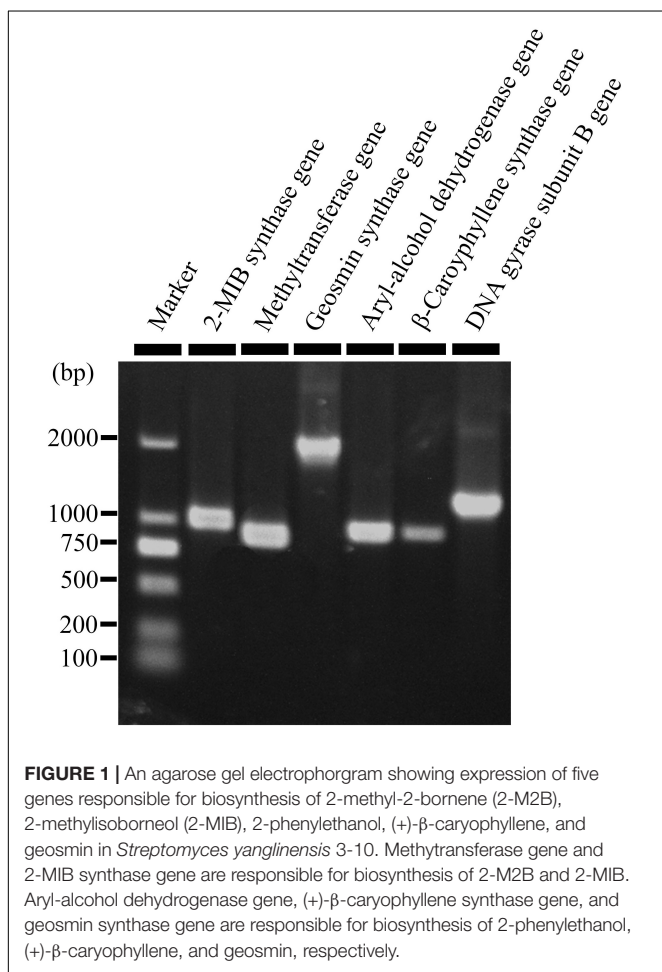 Marker
2-MIB synthase gene
Methyltransferase gene
Geosmin synthase gene
Aryl-alcohol dehydrogenase gene
β-Caroyphyllene synthase gene
DNA gyrase subunit B gene
(bp)
2000
1000
750
500
200
100
FIGURE 1 | An agarose gel electrophorgram showing expression of five
genes responsible for biosynthesis of 2-methyl-2-bornene (2-M2B),
2-methylisoborneol (2-MIB), 2-phenylethanol, (+)-β-caryophyllene, and
geosmin in Streptomyces yanglinensis 3-10. Methytransferase gene and
2-MIB synthase gene are responsible for biosynthesis of 2-M2B and 2-MIB.
Aryl-alcohol dehydrogenase gene, (+)-β-caryophyllene synthase gene, and
geosmin synthase gene are responsible for biosynthesis of 2-phenylethanol,
(+)-β-caryophyllene, and geosmin, respectively.